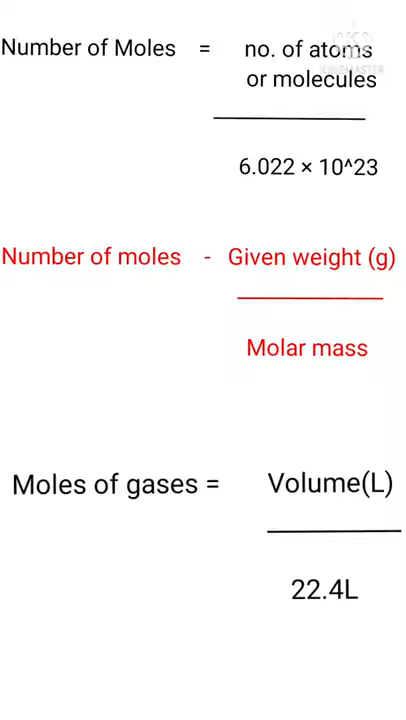 Number of Moles = no. of atoms
or molecules
6.022 × 10^23
Number of moles - Given weight (g)
Molar mass
Moles of gases = Volume(L)
22.4L